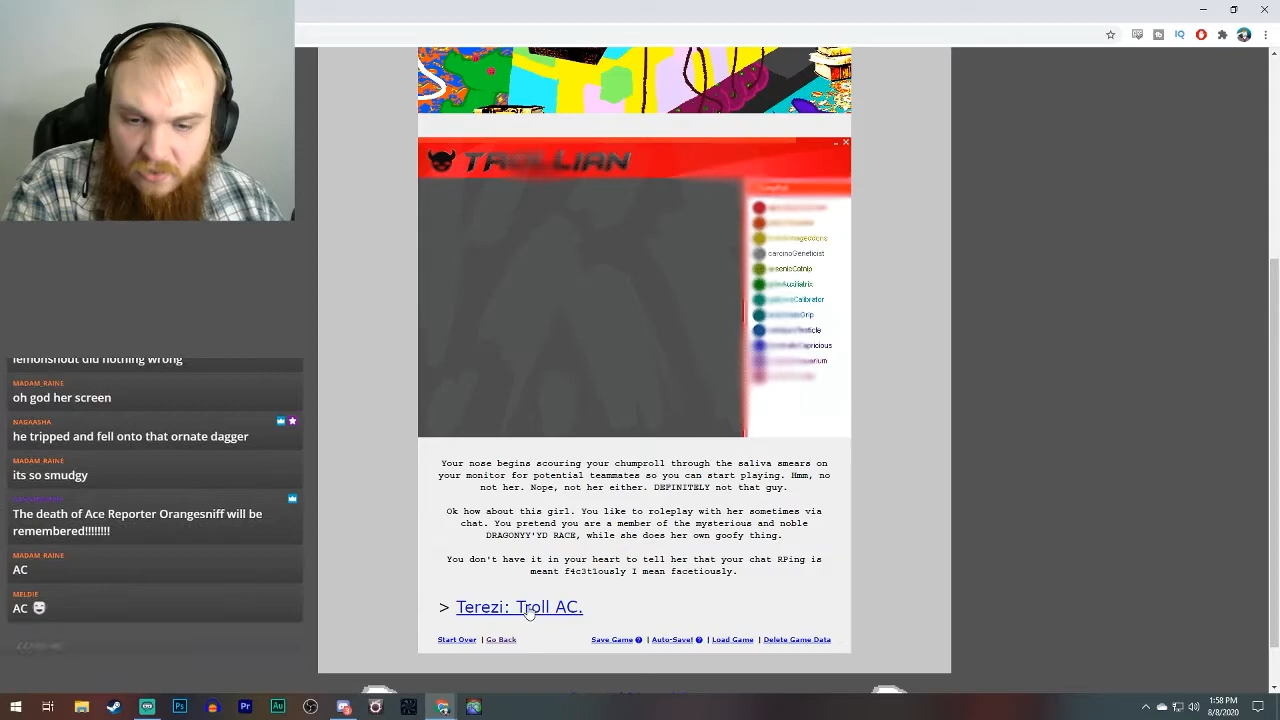 TROLLIAN
carcinoGeneticist
arsenicCatnip
lemonshout did nothing wrong
MADAM_RAINE
oh god her screen
NAGAASHA
he tripped and fell onto that ornate dagger
MADAM_RAINE
its so smudgy
The death of Ace Reporter Orangesniff will be
remembered!!!!!!!!
MADAM_RAINE
AC
MELDIE
AC
Your nose begins scouring your chumproll through the saliva smears on
your monitor for potential teammates so you can start playing. Hmm, no
not her. Nope, not her either. DEFINITELY not that guy.
Ok how about this girl. You like to roleplay with her sometimes via
chat. You pretend you are a member of the mysterious and noble
DRAGONYY'YD RACE, while she does her own goofy thing.
You don't have it in your heart to tell her that your chat RPing is
meant f4c3t1ously I mean facetiously.
> Terezi: Troll AC.
Start Over | Go Back Save Game ? | Auto-Save! ? | Load Game | Delete Game Data
1:58 PM
8/8/2020